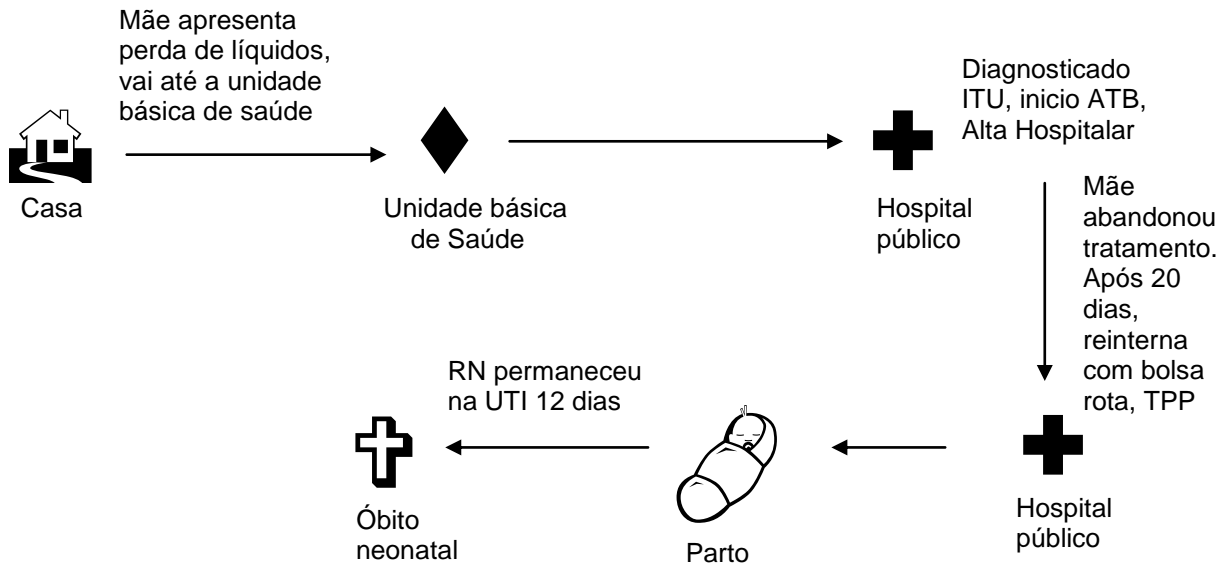 Mãe apresenta
perda de líquidos,
vai até a unidade
básica de saúde
Casa
Unidade básica
de Saúde
Diagnosticado
ITU, inicio ATB,
Alta Hospitalar
Hospital
público
Mãe
abandonou
tratamento.
Após 20
dias,
reinterna
com bolsa
rota, TPP
Hospital
público
Parto
RN permaneceu
na UTI 12 dias
Óbito
neonatal